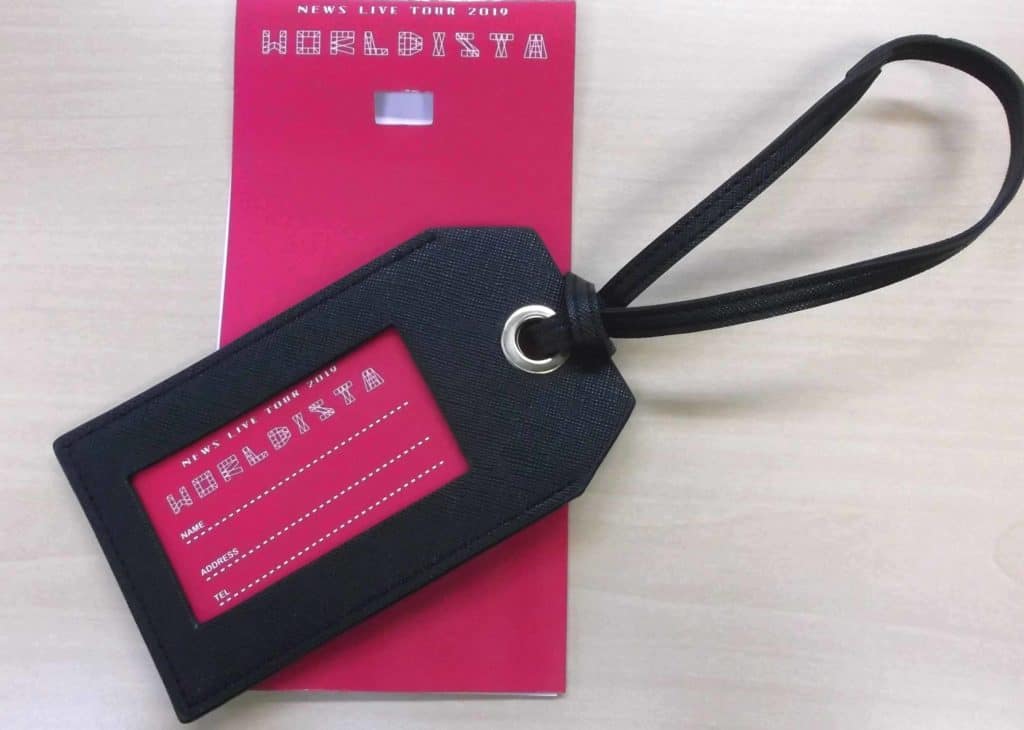 NEWS LIVE TOUR 2019
WORLDISTA
NEWS LIVE TOUR 2019
WORLDISTA
NAME
ADDRESS
TEL